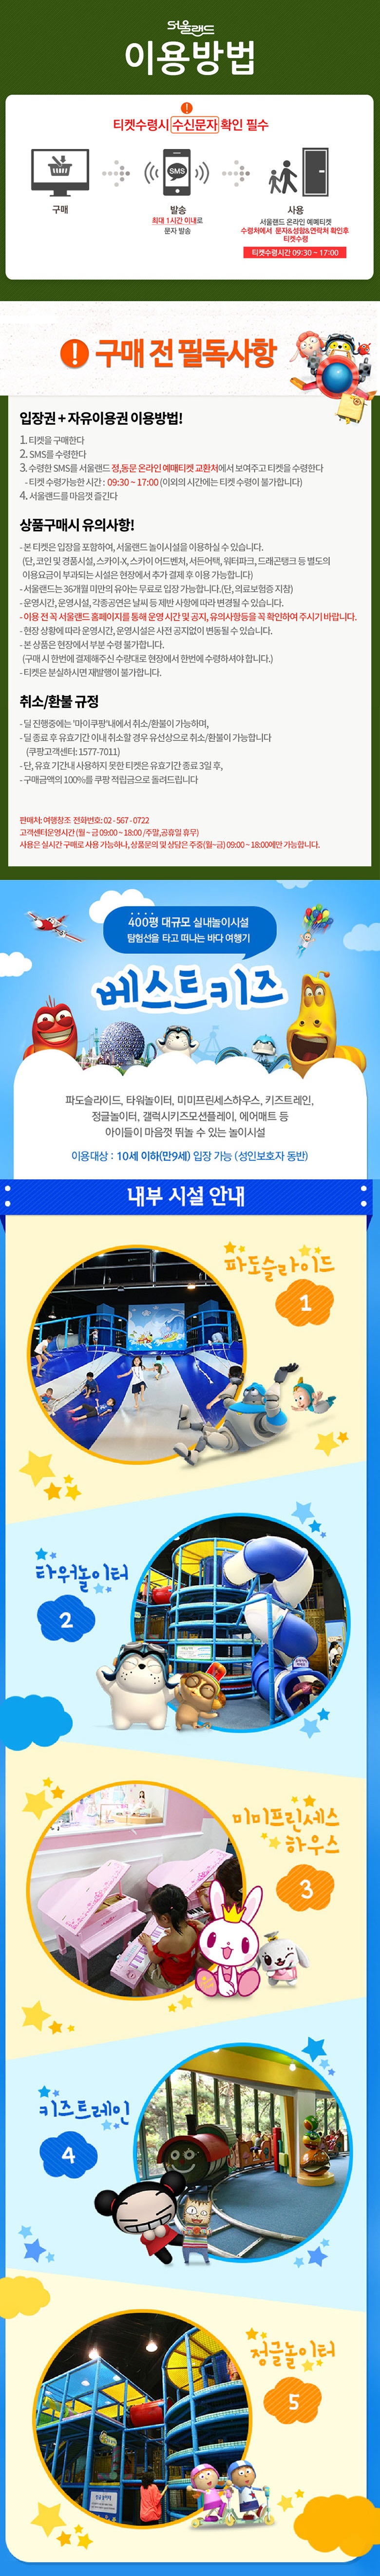 서울랜드
이용방법
!
티켓수령시 수신문자 확인 필수
SMS
구매
발송
최대 1시간 이내로
문자 발송
사용
서울랜드 온라인 예매티켓
수령처에서 문자&성함&연락처 확인후
티켓수령
티켓수령시간 09:30 ~ 17:00
! 구매 전 필독사항
입장권 + 자유이용권 이용방법!
1. 티켓을 구매한다
2. SMS를 수령한다
3. 수령한 SMS를 서울랜드 정,동문 온라인 예매티켓 교환처에서 보여주고 티켓을 수령한다
- 티켓 수령가능한 시간 : 09:30 ~ 17:00 (이외의 시간에는 티켓 수령이 불가합니다)
4. 서울랜드를 마음껏 즐긴다
상품구매시 유의사항!
- 본 티켓은 입장을 포함하여, 서울랜드 놀이시설을 이용하실 수 있습니다.
(단, 코인 및 경품시설, 스카이-X, 스카이 어드벤처, 서든어택, 워터파크, 드래곤탱크 등 별도의
이용요금이 부과되는 시설은 현장에서 추가 결제 후 이용 가능합니다)
- 서울랜드는 36개월 미만의 유아는 무료로 입장 가능합니다.(단, 의료보험증 지참)
- 운영시간, 운영시설, 각종공연은 날씨 등 제반 사항에 따라 변경될 수 있습니다.
- 이용 전 꼭 서울랜드 홈페이지를 통해 운영 시간 및 공지, 유의사항등을 꼭 확인하여 주시기 바랍니다.
- 현장 상황에 따라 운영시간, 운영시설은 사전 공지없이 변동될 수 있습니다.
- 본 상품은 현장에서 부분 수령 불가합니다.
(구매 시 한번에 결제해주신 수량대로 현장에서 한번에 수령하셔야 합니다.)
- 티켓은 분실하시면 재발행이 불가합니다.
취소/환불 규정
- 딜 진행중에는 '마이쿠팡'내에서 취소/환불이 가능하며,
- 딜 종료 후 유효기간 이내 취소할 경우 유선상으로 취소/환불이 가능합니다
(쿠팡고객센터: 1577-7011)
- 단, 유효 기간내 사용하지 못한 티켓은 유효기간 종료 3일 후,
- 구매금액의 100%를 쿠팡 적립금으로 돌려드립니다
판매처: 여행창조 전화번호: 02 - 567 - 0722
고객센터운영시간 (월 ~ 금 09:00 ~ 18:00 /주말,공휴일 휴무)
사용은 실시간 구매로 사용 가능하나, 상품문의 및 상담은 주중(월~금) 09:00 ~ 18:00에만 가능합니다.
400평 대규모 실내놀이시설
탐험선을 타고 떠나는 바다 여행기
베스트키즈
파도슬라이드, 타워놀이터, 미미프린세스하우스, 키즈트레인,
정글놀이터, 갤럭시키즈모션플레이, 에어매트 등
아이들이 마음껏 뛰놀 수 있는 놀이시설
이용대상 : 10세 이하(만9세) 입장 가능 (성인보호자 동반)
내부 시설 안내
파도슬라이드
1
타워놀이터
2
미미프린세스
하우스
3
키즈트레인
4
정글놀이터
5